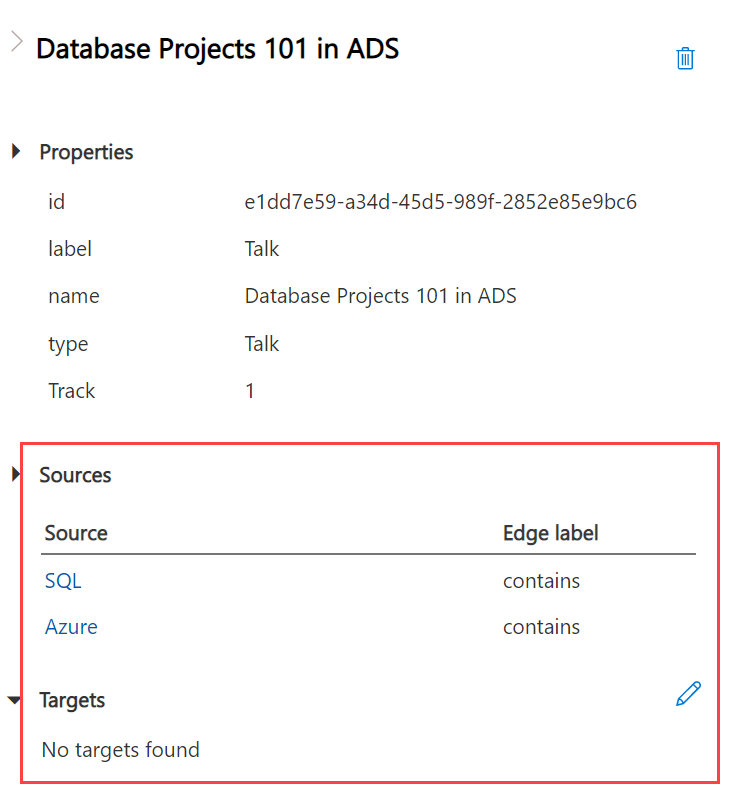 Database Projects 101 in ADS
Properties
id e1dd7e59-a34d-45d5-989f-2852e85e9bc6
label Talk
name Database Projects 101 in ADS
type Talk
Track 1
Sources
Source Edge label
SQL contains
Azure contains
Targets
No targets found